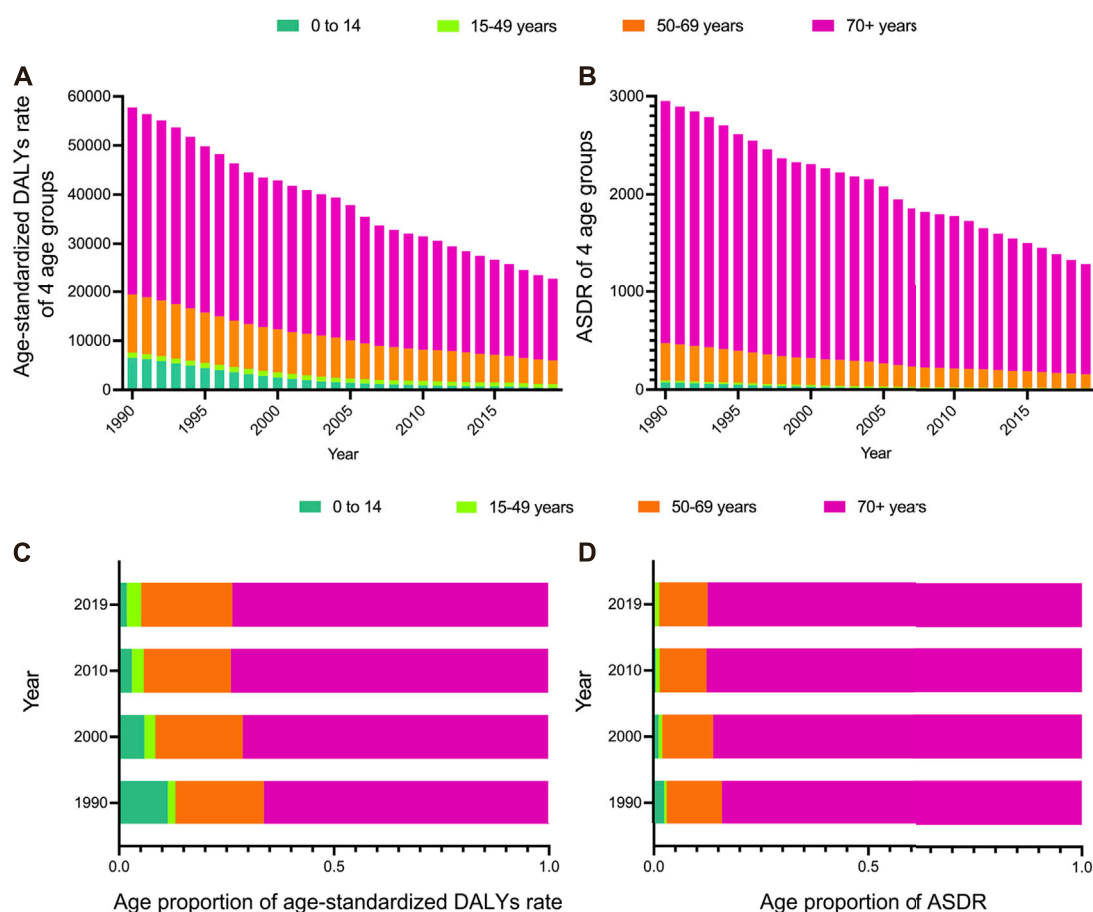 0 to 14 15-49 years 50-69 years 70+ years
A
Age-standardized DALYs rate
of 4 age groups
60000
50000
40000
30000
20000
10000
0
1990 1995 2000 2005 2010 2015
Year
B
ASDR of 4 age groups
3000
2000
1000
0
1990 1995 2000 2005 2010 2015
Year
0 to 14 15-49 years 50-69 years 70+ years
C
Year
2019
2010
2000
1990
0.0 0.5 1.0
Age proportion of age-standardized DALYs rate
D
Year
2019
2010
2000
1990
0.0 0.5 1.0
Age proportion of ASDR